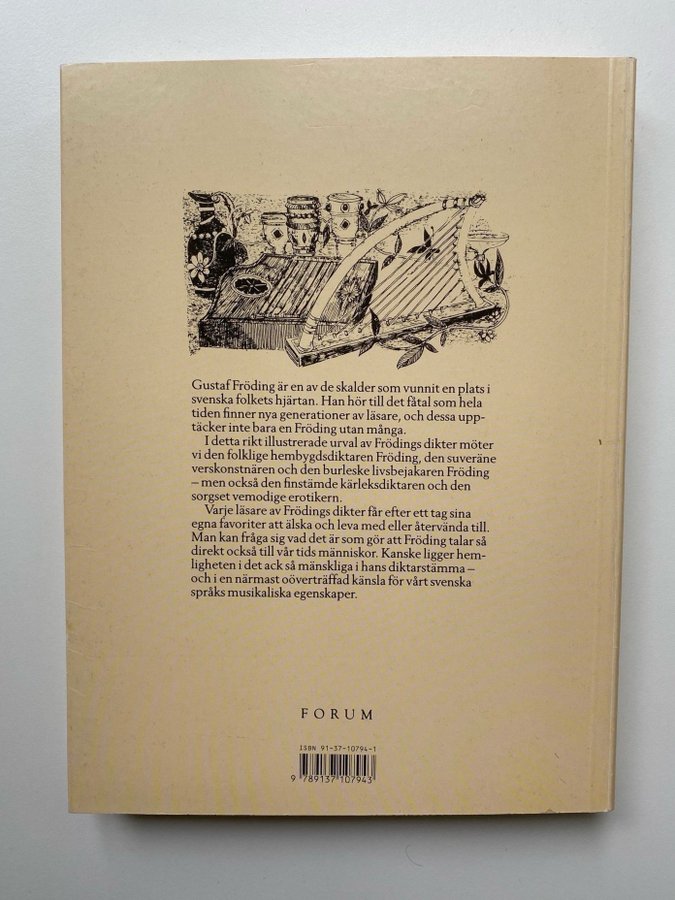 Gustaf Fröding är en av de skalder som vunnit en plats i
svenska folkets hjärtan. Han hör till det fåtal som hela
tiden finner nya generationer av läsare, och dessa upp-
täcker inte bara en Fröding utan många.
I detta rikt illustrerade urval av Frödings dikter möter
vi den folklige hembygdsdiktaren Fröding, den suveräne
verskonstnären och den burleske livsbejakaren Fröding
– men också den finstämde kärleksdiktaren och den
sorgset vemodige erotikern.
Varje läsare av Frödings dikter får efter ett tag sina
egna favoriter att älska och leva med eller återvända till.
Man kan fråga sig vad det är som gör att Fröding talar så
direkt också till vår tids människor. Kanske ligger hem-
ligheten i det ack så mänskliga i hans diktarstämma –
och i en närmast oöverträffad känsla för vårt svenska
språks musikaliska egenskaper.
FORUM
ISBN 91-37-10794-1
9 789137 107943